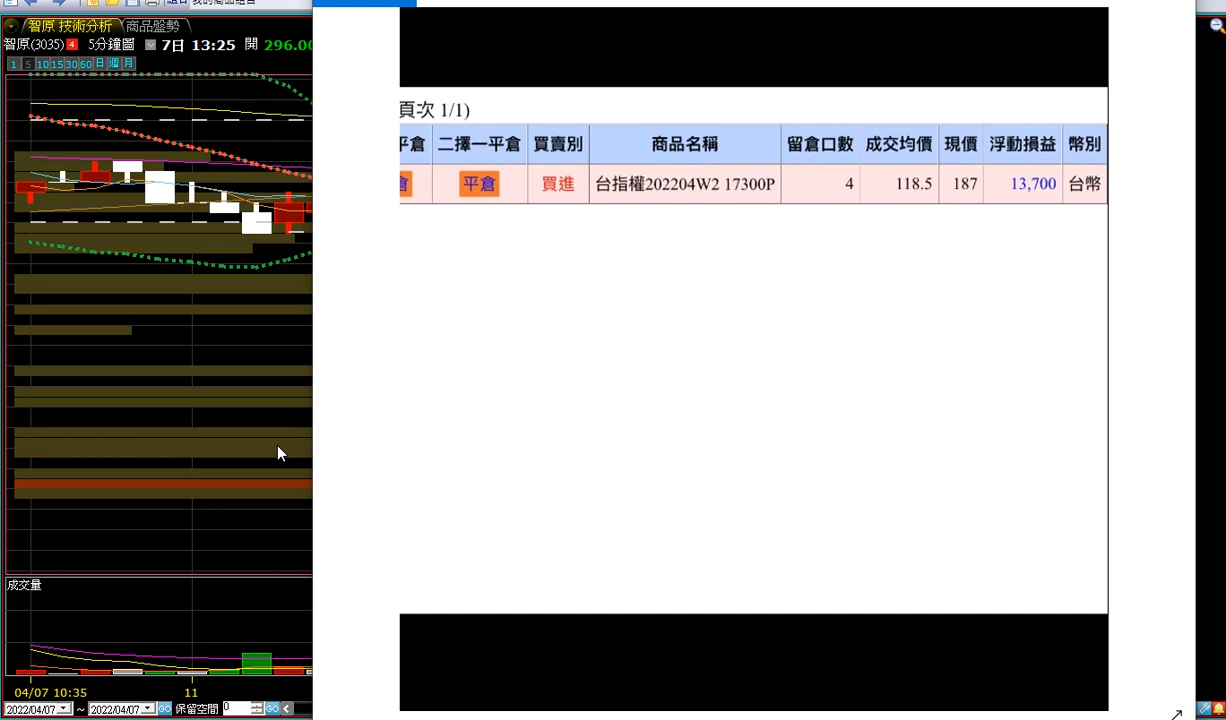 智原 技術分析 商品盤勢
智原(3035) 4 5分鐘圖 7日 13:25 開 296.00
1 5 10 15 30 60 日 週 月
頁次 1/1)
平倉 二擇一平倉 買賣別 商品名稱 留倉口數 成交均價 現價 浮動損益 幣別
倉 平倉 買進 台指權202204W2 17300P 4 118.5 187 13,700 台幣
成交量
04/07 10:35 11
2022/04/07 ~ 2022/04/07 GO 保留空間 0 GO